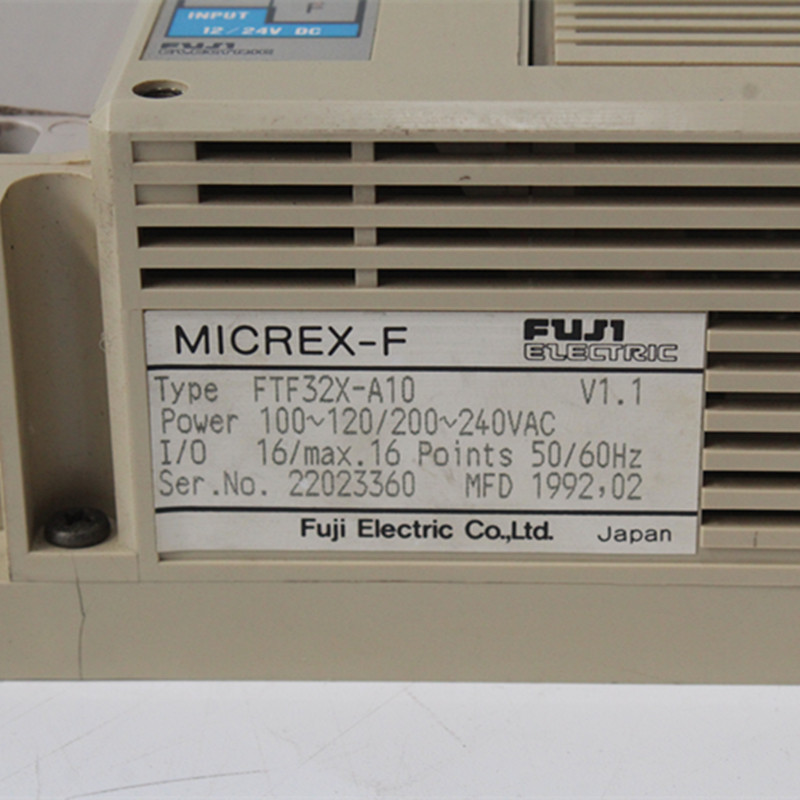 F
INPUT
12/24V DC
FUJI
MICREX-F
FUJI
ELECTRIC
Type FTF32X-A10 V1.1
Power 100~120/200~240VAC
I/O 16/max.16 Points 50/60Hz
Ser.No. 22023360 MFD 1992,02
Fuji Electric Co.,Ltd. Japan